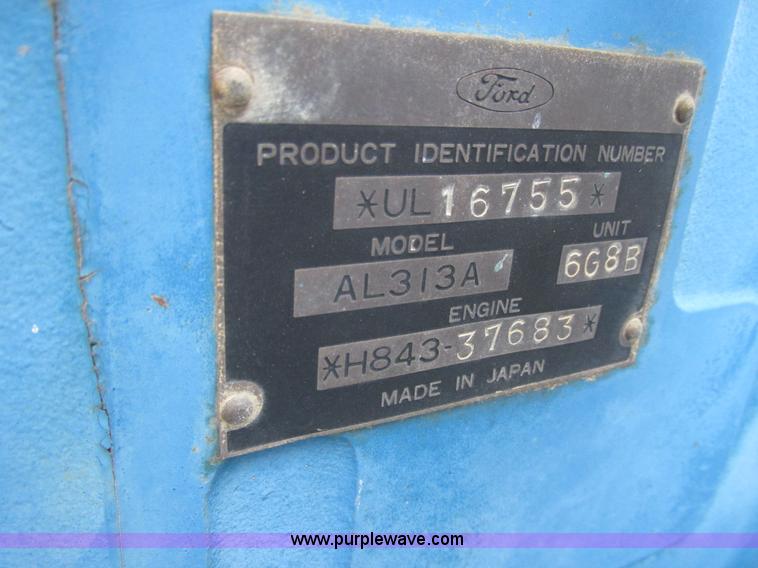 Ford
PRODUCT IDENTIFICATION NUMBER
*UL16755*
MODEL
UNIT
AL313A
6G8B
ENGINE
*H843-37683*
MADE IN JAPAN
www.purplewave.com